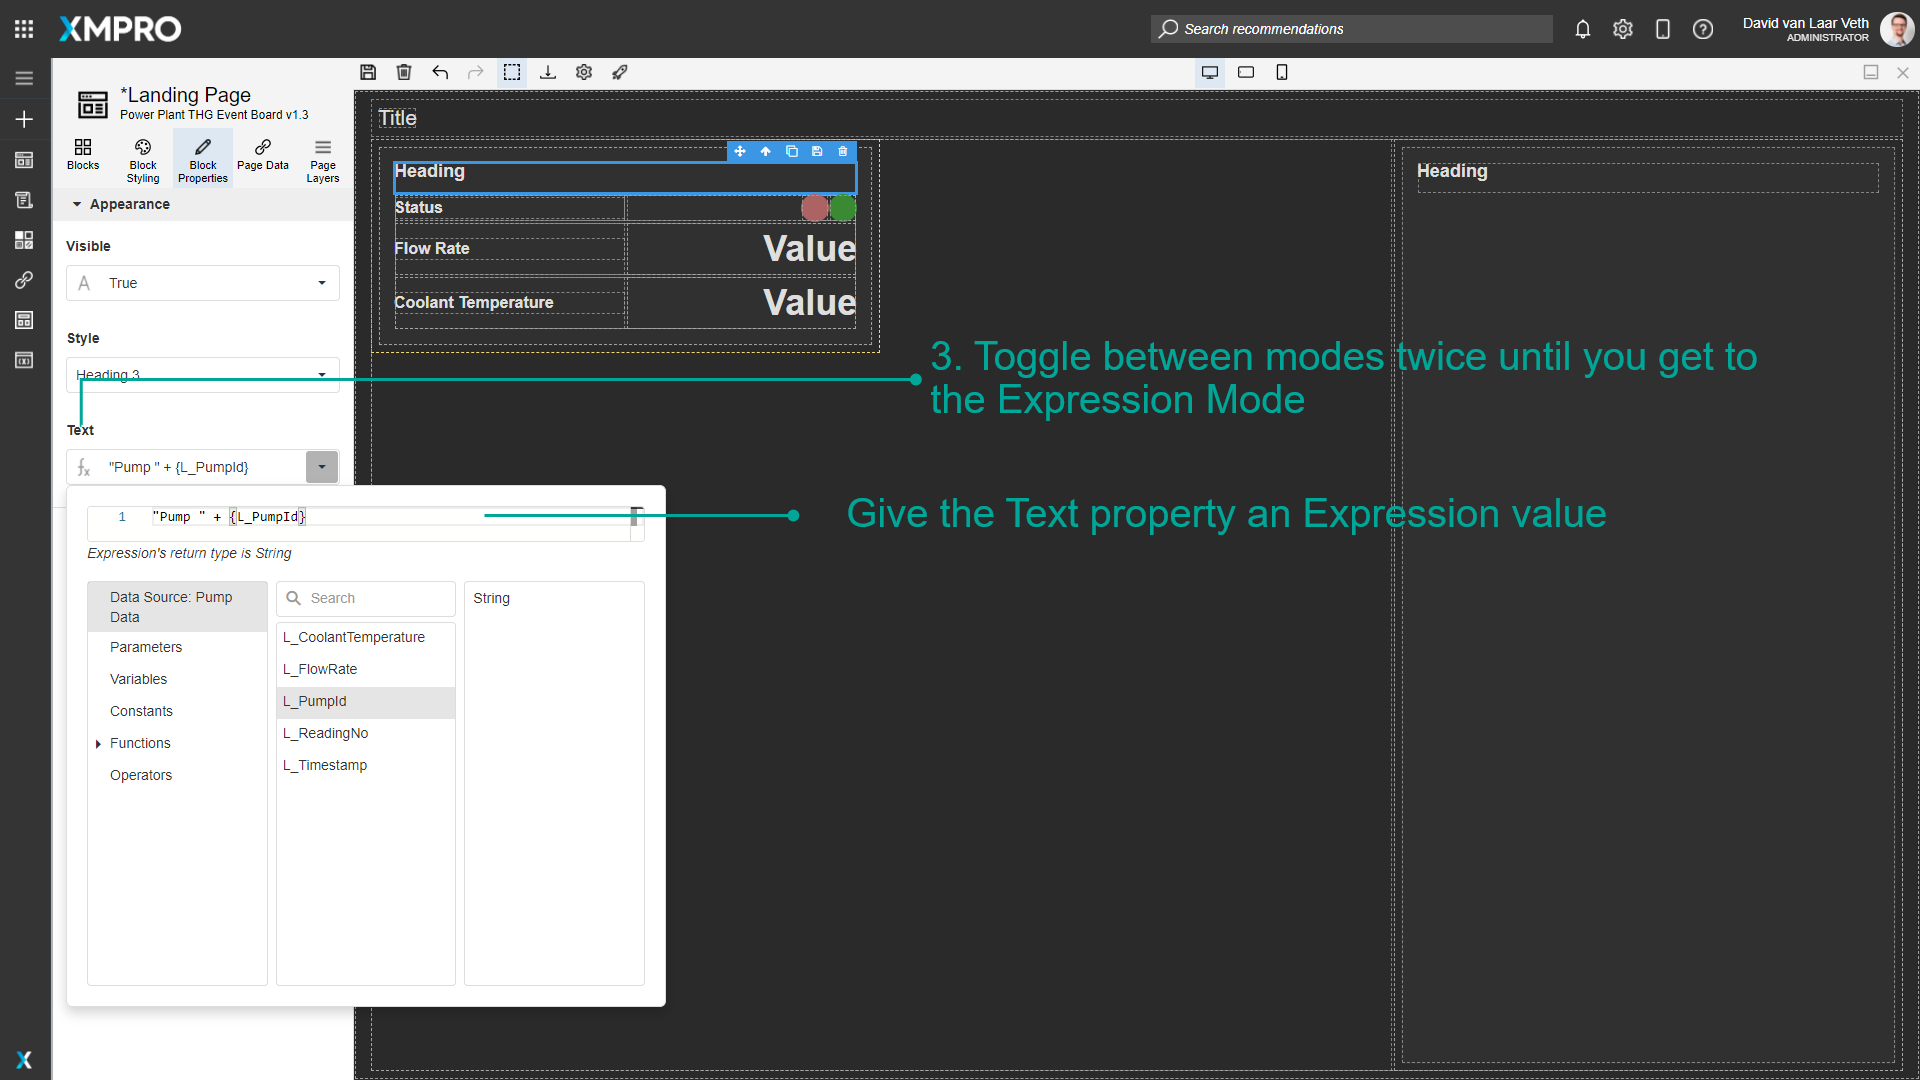 XMPRO
Search recommendations
David van Laar Veth
ADMINISTRATOR
*Landing Page
Power Plant THG Event Board v1.3
Blocks
Block
Styling
Block
Properties
Page Data
Page
Layers
Appearance
Visible
A True
Style
Heading 3
Text
fx "Pump " + {L_PumpId}
1 "Pump " + {L_PumpId}
Expression's return type is String
Data Source: Pump
Data
Parameters
Variables
Constants
Functions
Operators
Search
L_CoolantTemperature
L_FlowRate
L_PumpId
L_ReadingNo
L_Timestamp
String
Title
Heading
Status
Flow Rate
Value
Coolant Temperature
Value
Heading
3. Toggle between modes twice until you get to
the Expression Mode
Give the Text property an Expression value
X